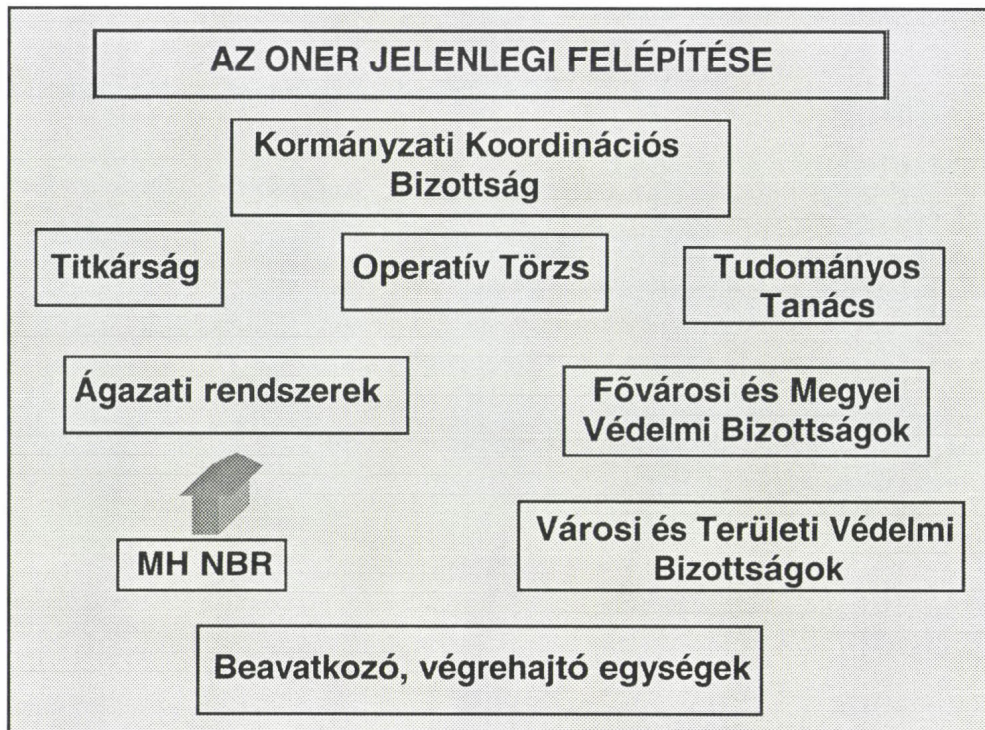 AZ ONER JELENLEGI FELÉPÍTÉSE
Kormányzati Koordinációs
Bizottság
Titkárság
Operatív Törzs
Tudományos
Tanács
Ágazati rendszerek
Fõvárosi és Megyei
Védelmi Bizottságok
MH NBR
Városi és Területi Védelmi
Bizottságok
Beavatkozó, végrehajtó egységek